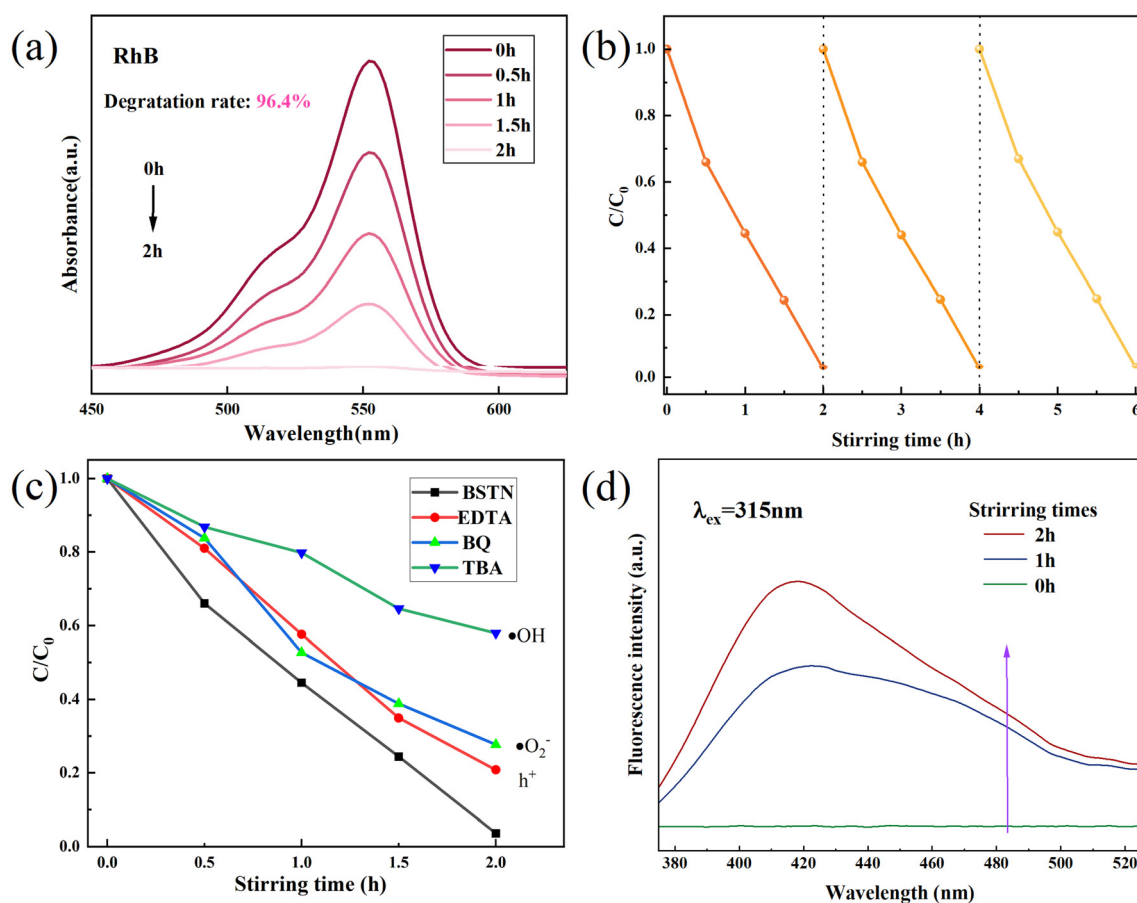 (a)
RhB
Degratation rate: 96.4%
0h
2h
0h
0.5h
1h
1.5h
2h
Absorbance(a.u.)
450
500
550
600
Wavelength(nm)
(b)
C/C0
1.0
0.8
0.6
0.4
0.2
0.0
0
1
2
3
4
5
6
Stirring time (h)
(c)
C/C0
1.0
0.8
0.6
0.4
0.2
0.0
BSTN
EDTA
BQ
TBA
●OH
●O2-
h+
0.0
0.5
1.0
1.5
2.0
Stirring time (h)
(d)
λex=315nm
Strirring times
2h
1h
0h
Fluorescence intensity (a.u.)
380
400
420
440
460
480
500
520
Wavelength (nm)